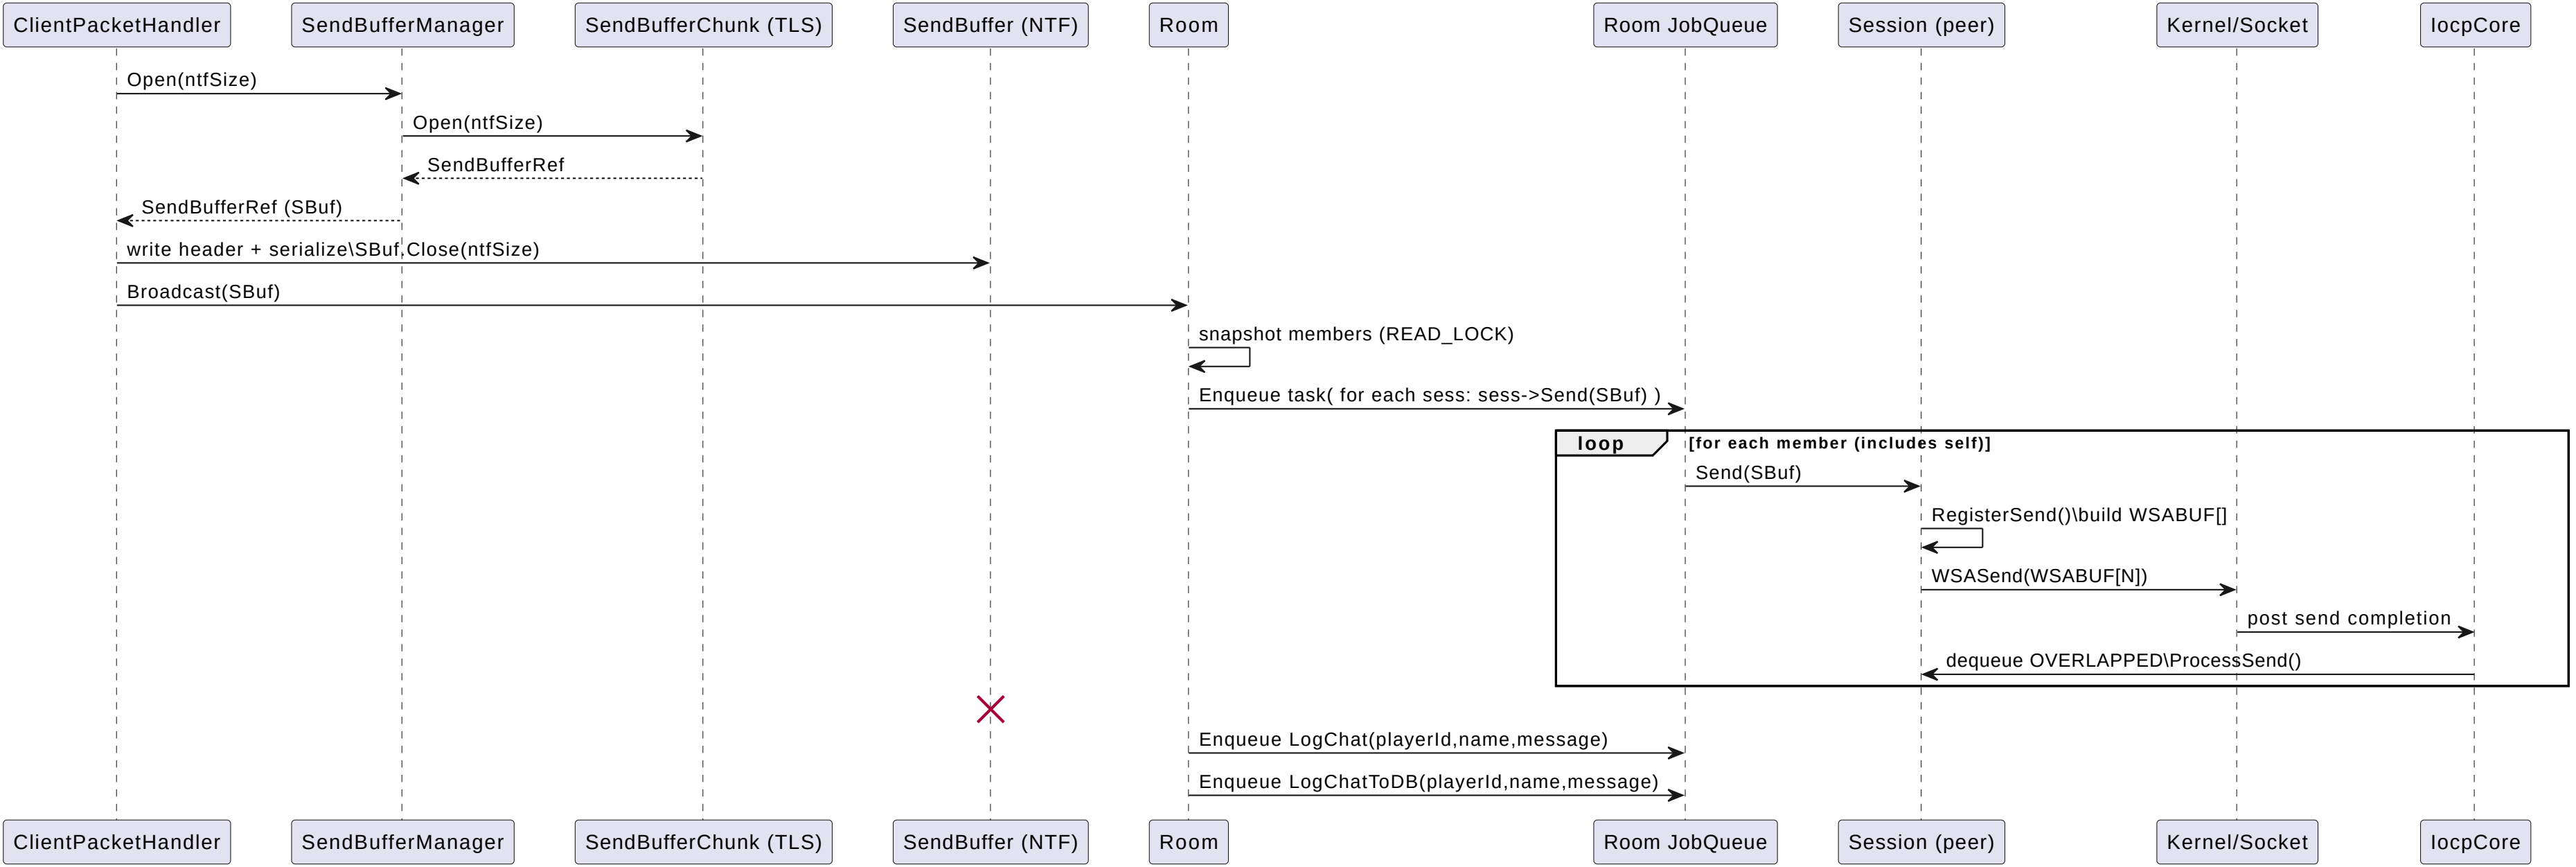 ClientPacketHandler SendBufferManager SendBufferChunk (TLS) SendBuffer (NTF) Room Room JobQueue Session (peer) Kernel/Socket IocpCore
Open(ntfSize)
Open(ntfSize)
SendBufferRef
SendBufferRef (SBuf)
write header + serialize\SBuf.Close(ntfSize)
Broadcast(SBuf)
snapshot members (READ_LOCK)
Enqueue task( for each sess: sess->Send(SBuf) )
loop [for each member (includes self)]
Send(SBuf)
RegisterSend()\build WSABUF[]
WSASend(WSABUF[N])
post send completion
dequeue OVERLAPPED\ProcessSend()
Enqueue LogChat(playerId,name,message)
Enqueue LogChatToDB(playerId,name,message)
ClientPacketHandler SendBufferManager SendBufferChunk (TLS) SendBuffer (NTF) Room Room JobQueue Session (peer) Kernel/Socket IocpCore